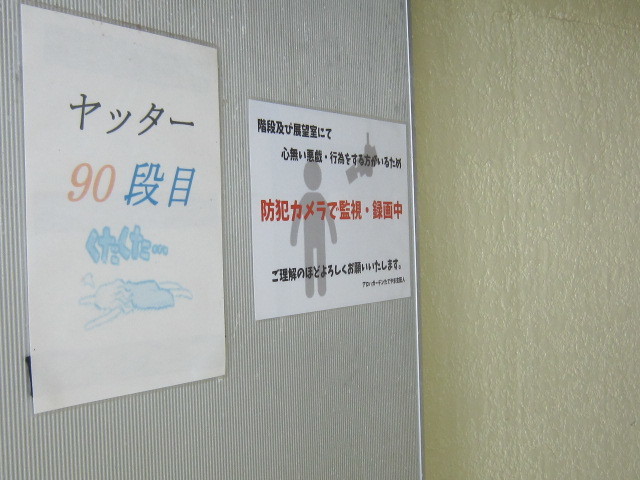 ヤッター
90段目
くたくた…
階段及び展望室にて
心無い悪戯・行為をする方がいるため
防犯カメラで監視・録画中
ご理解のほどよろしくお願いいたします。